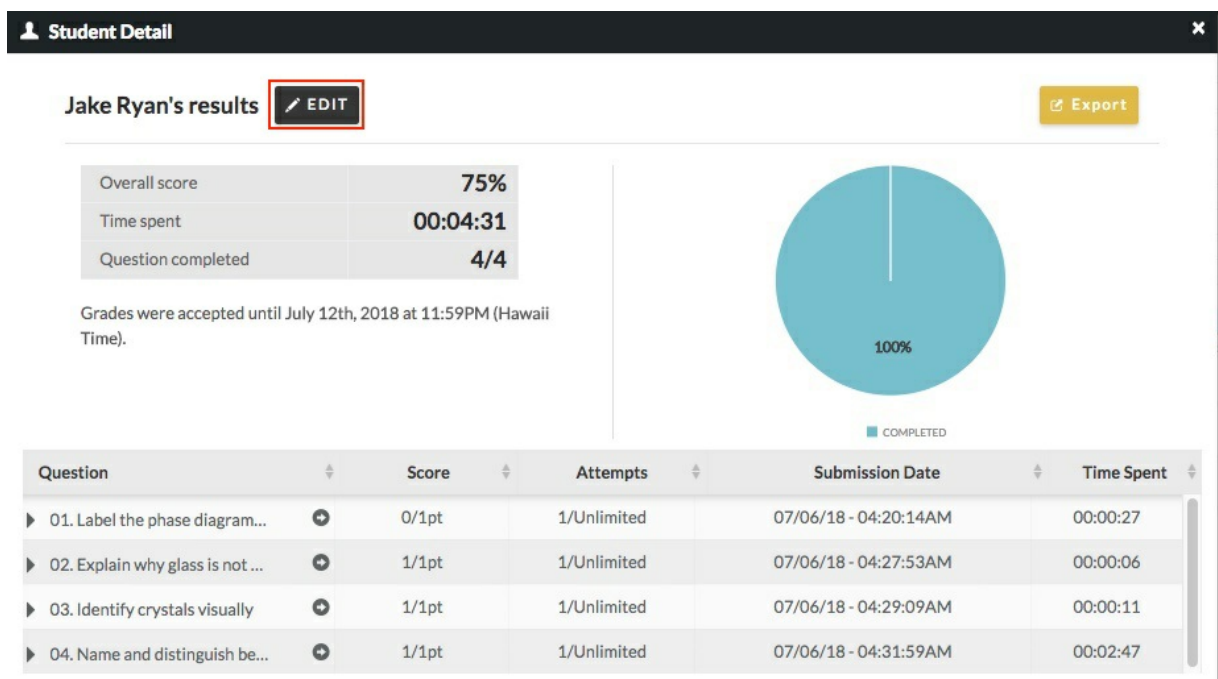 Student Detail
Jake Ryan's results
EDIT
Export
Overall score 75%
Time spent 00:04:31
Question completed 4/4
Grades were accepted until July 12th, 2018 at 11:59PM (Hawaii
Time).
100%
COMPLETED
Question Score Attempts Submission Date Time Spent
01. Label the phase diagram... 0/1pt 1/Unlimited 07/06/18 - 04:20:14AM 00:00:27
02. Explain why glass is not ... 1/1pt 1/Unlimited 07/06/18 - 04:27:53AM 00:00:06
03. Identify crystals visually 1/1pt 1/Unlimited 07/06/18 - 04:29:09AM 00:00:11
04. Name and distinguish be... 1/1pt 1/Unlimited 07/06/18 - 04:31:59AM 00:02:47